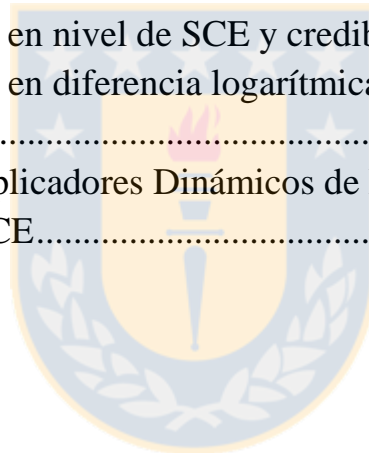 en nivel de SCE y credib
en diferencia logarítmica
....................................................
plicadores Dinámicos de
CE...............................................